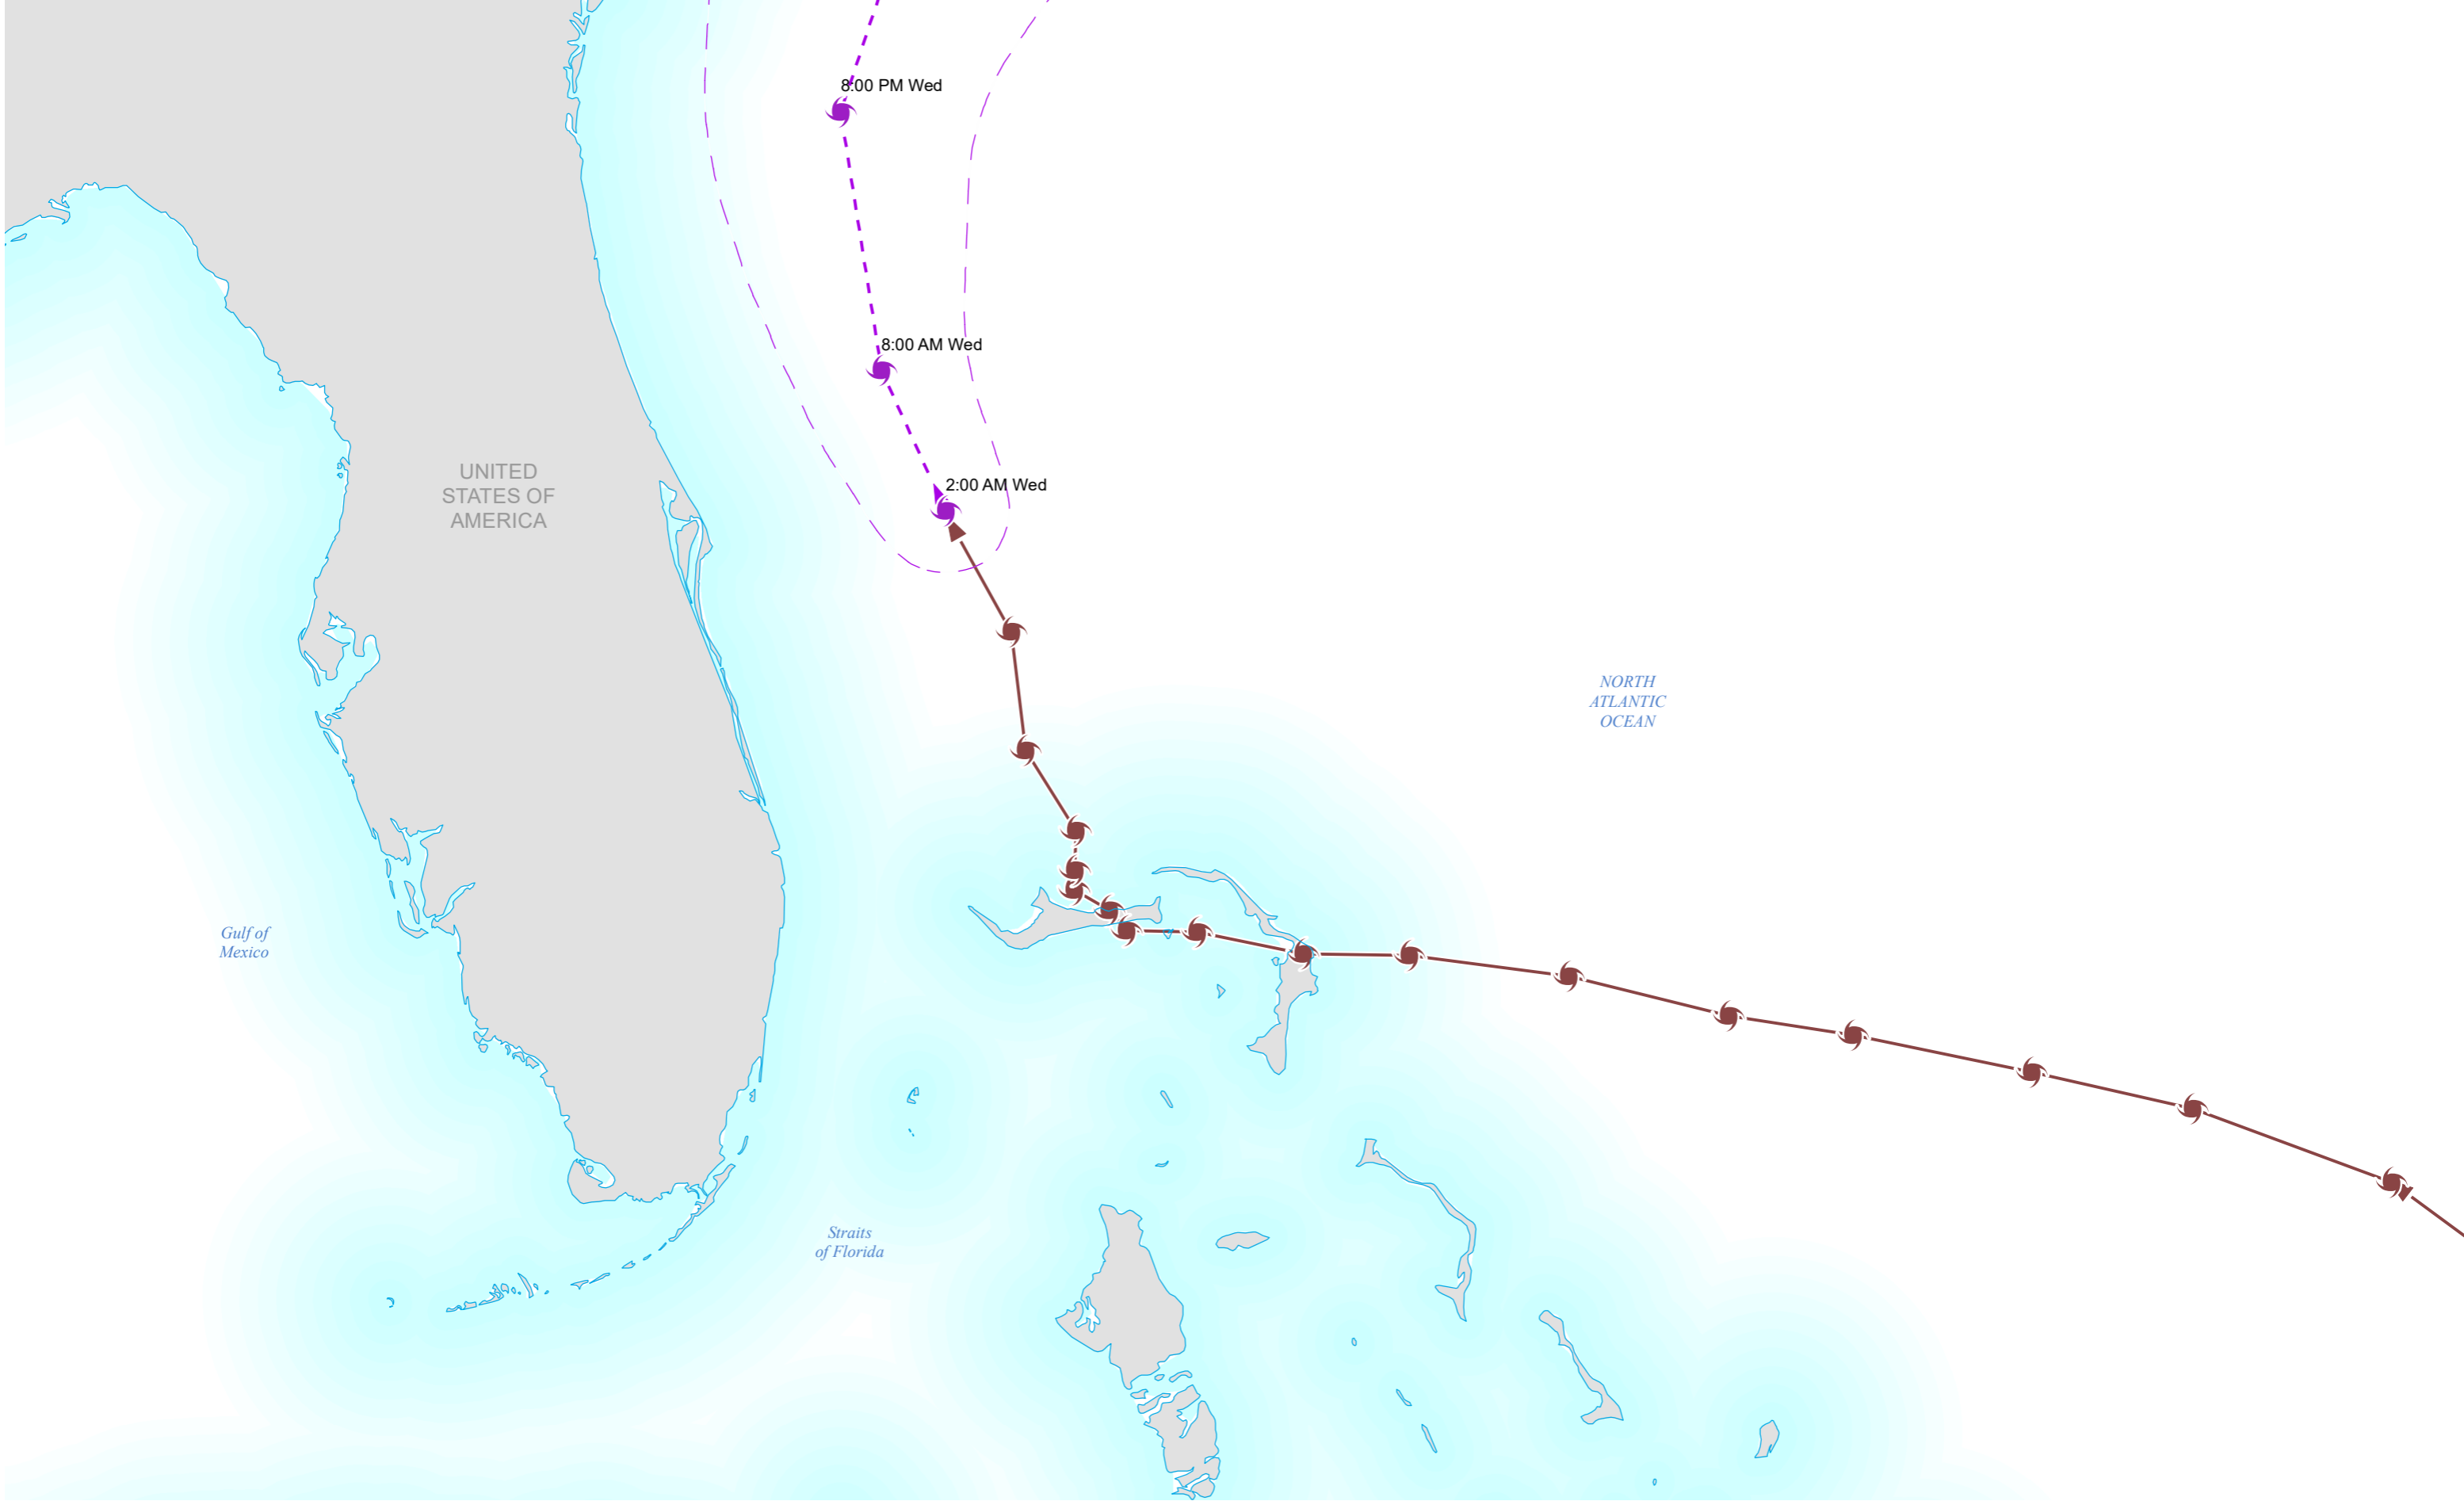 8:00 PM Wed
8:00 AM Wed
UNITED
STATES OF
AMERICA
2:00 AM Wed
NORTH
ATLANTIC
OCEAN
Gulf of
Mexico
Straits
of Florida